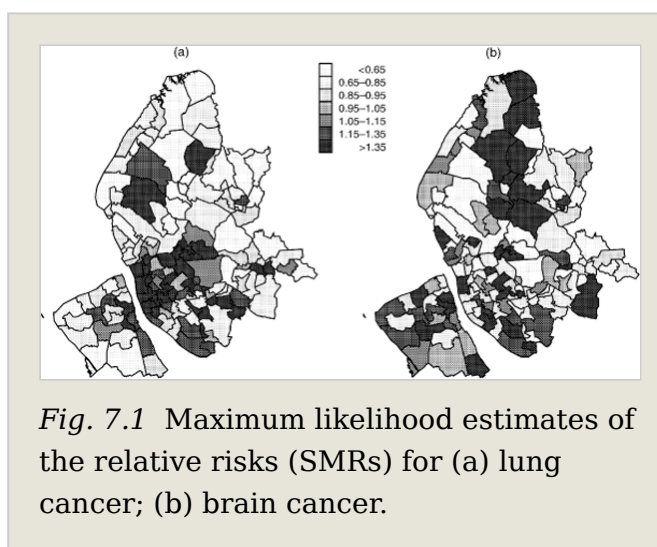 (a)
(b)
<0.65
0.65–0.85
0.85–0.95
0.95–1.05
1.05–1.15
1.15–1.35
>1.35
Fig. 7.1 Maximum likelihood estimates of
the relative risks (SMRs) for (a) lung
cancer; (b) brain cancer.